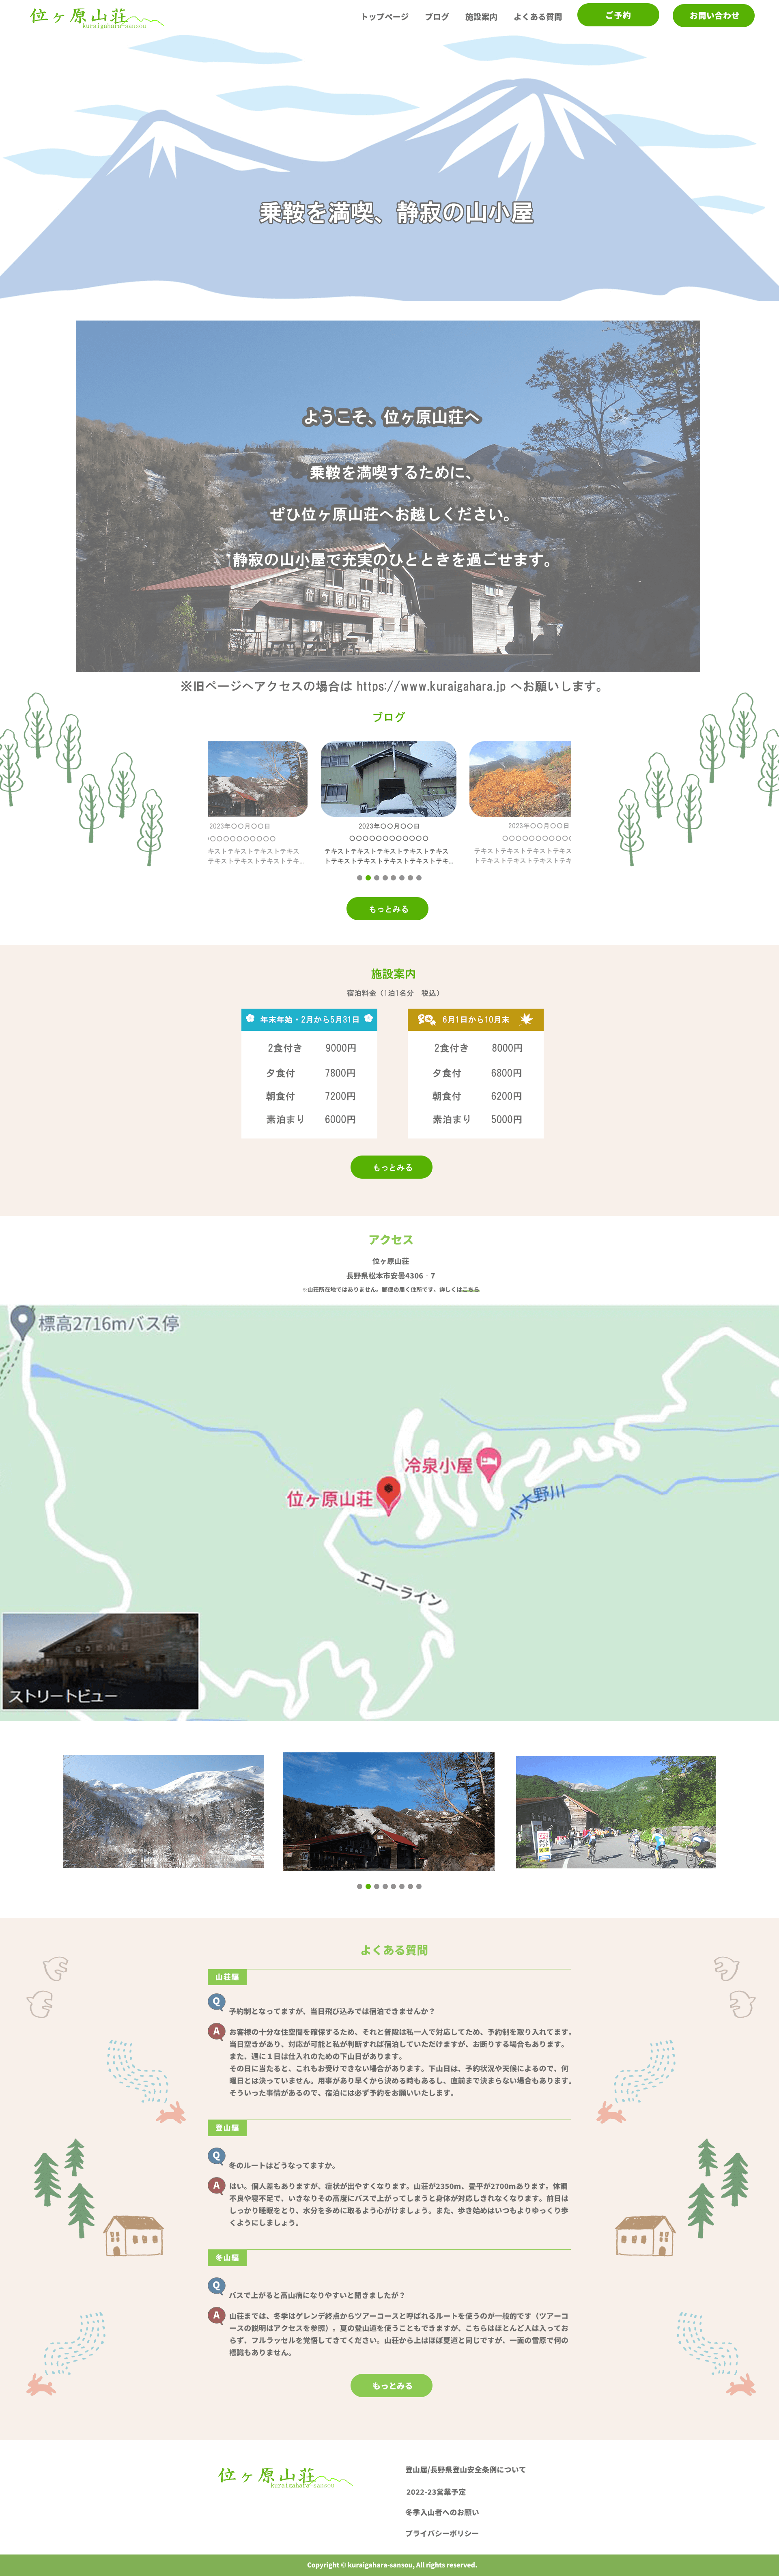 位ヶ原山荘
kuraigahara-sansou
トップページ ブログ 施設案内 よくある質問 ご予約 お問い合わせ
乗鞍を満喫、静寂の山小屋
ようこそ、位ヶ原山荘へ
乗鞍を満喫するために、
ぜひ位ヶ原山荘へお越しください。
静寂の山小屋で充実のひとときを過ごせます。
※旧ページへアクセスの場合は https://www.kuraigahara.jp へお願いします。
ブログ
2023年〇〇月〇〇日 2023年〇〇月〇〇日 2023年〇〇月〇〇日
〇〇〇〇〇〇〇〇〇〇〇 〇〇〇〇〇〇〇〇〇〇〇〇 〇〇〇〇〇〇〇〇〇〇〇
キストテキストテキストテキストテキス テキストテキストテキストテキストテキス テキストテキストテキストテキス
テキストテキストテキストテキストテキ... トテキストテキストテキストテキストテキ... トテキストテキストテキストテキ
もっとみる
施設案内
宿泊料金(1泊1名分 税込)
年末年始・2月から5月31日
2食付き 9000円
夕食付 7800円
朝食付 7200円
素泊まり 6000円
6月1日から10月末
2食付き 8000円
夕食付 6800円
朝食付 6200円
素泊まり 5000円
もっとみる
アクセス
位ヶ原山荘
長野県松本市安曇4306‐7
※山荘所在地ではありません。郵便の届く住所です。詳しくはこちら
標高2716mバス停
冷泉小屋
位ヶ原山荘
小大野川
エコーライン
ストリートビュー
よくある質問
山荘編
Q
予約制となってますが、当日飛び込みでは宿泊できませんか？
A
お客様の十分な住空間を確保するため、それと普段は私一人で対応してため、予約制を取り入れてます。
当日空きがあり、対応が可能と私が判断すれば宿泊していただけますが、お断りする場合もあります。
また、週に１日は仕入れのための下山日があります。
その日に当たると、これもお受けできない場合があります。下山日は、予約状況や天候によるので、何
曜日とは決っていません。用事があり早くから決める時もあるし、直前まで決まらない場合もあります。
そういった事情があるので、宿泊には必ず予約をお願いいたします。
登山編
Q
冬のルートはどうなってますか。
A
はい。個人差もありますが、症状が出やすくなります。山荘が2350m、畳平が2700mあります。体調
不良や寝不足で、いきなりその高度にバスで上がってしまうと身体が対応しきれなくなります。前日は
しっかり睡眠をとり、水分を多めに取るよう心がけましょう。また、歩き始めはいつもよりゆっくり歩
くようにしましょう。
冬山編
Q
バスで上がると高山病になりやすいと聞きましたが？
A
山荘までは、冬季はゲレンデ終点からツアーコースと呼ばれるルートを使うのが一般的です（ツアーコ
ースの説明はアクセスを参照）。夏の登山道を使うこともできますが、こちらはほとんど人は入ってお
らず、フルラッセルを覚悟してきてください。山荘から上はほぼ夏道と同じですが、一面の雪原で何の
標識もありません。
もっとみる
位ヶ原山荘
kuraigahara-sansou
登山届/長野県登山安全条例について
2022-23営業予定
冬季入山者へのお願い
プライバシーポリシー
Copyright © kuraigahara-sansou, All rights reserved.